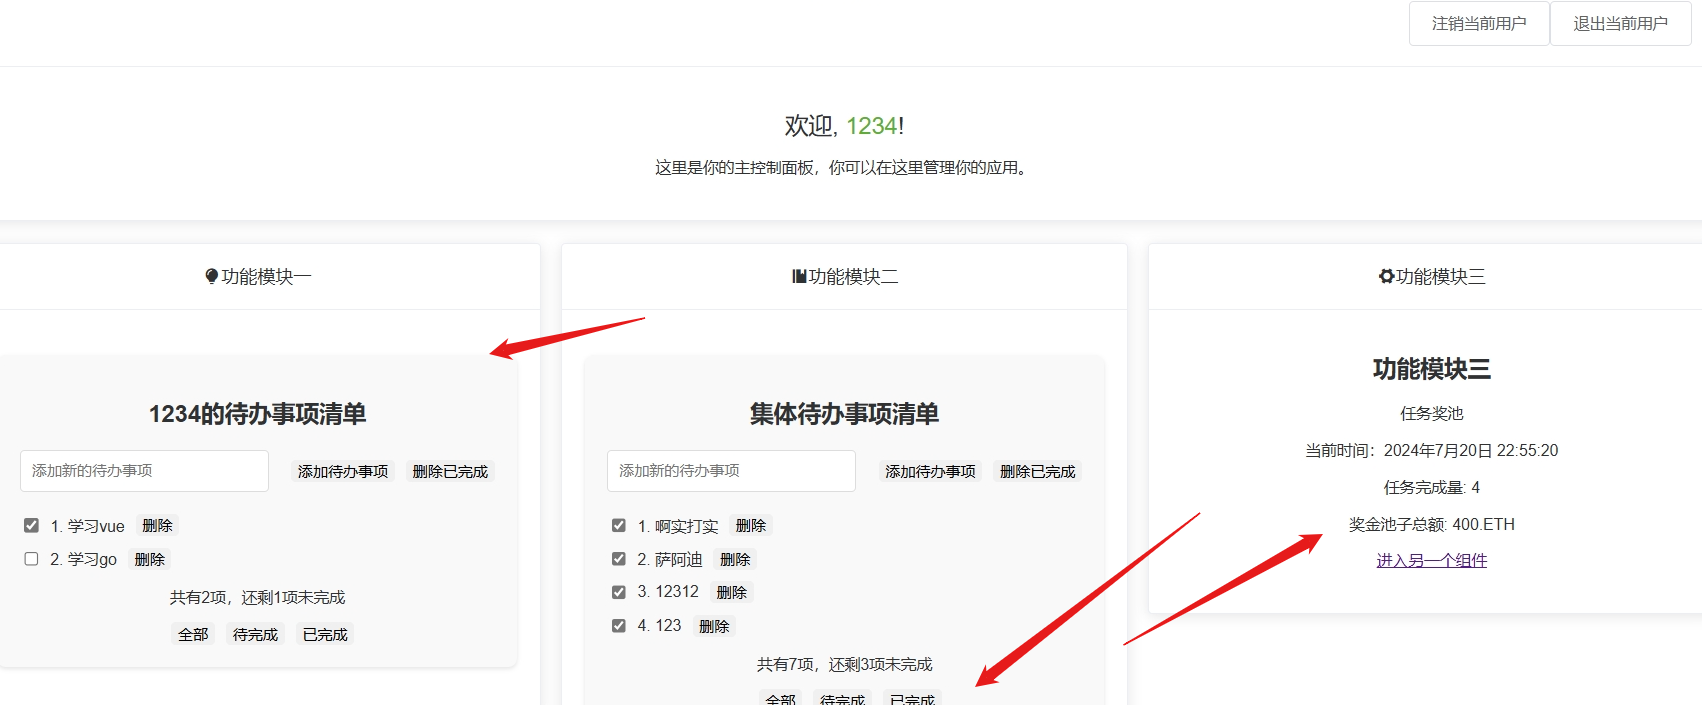 注销当前用户 退出当前用户
欢迎, 1234!
这里是你的主控制面板，你可以在这里管理你的应用。
功能模块一
1234的待办事项清单
添加新的待办事项 添加待办事项 删除已完成
1. 学习vue 删除
2. 学习go 删除
共有2项，还剩1项未完成
全部 待完成 已完成
功能模块二
集体待办事项清单
添加新的待办事项 添加待办事项 删除已完成
1. 啊实打实 删除
2. 萨阿迪 删除
3. 12312 删除
4. 123 删除
共有7项，还剩3项未完成
全部 待完成 已完成
功能模块三
功能模块三
任务奖池
当前时间：2024年7月20日 22:55:20
任务完成量: 4
奖金池子总额: 400.ETH
进入另一个组件